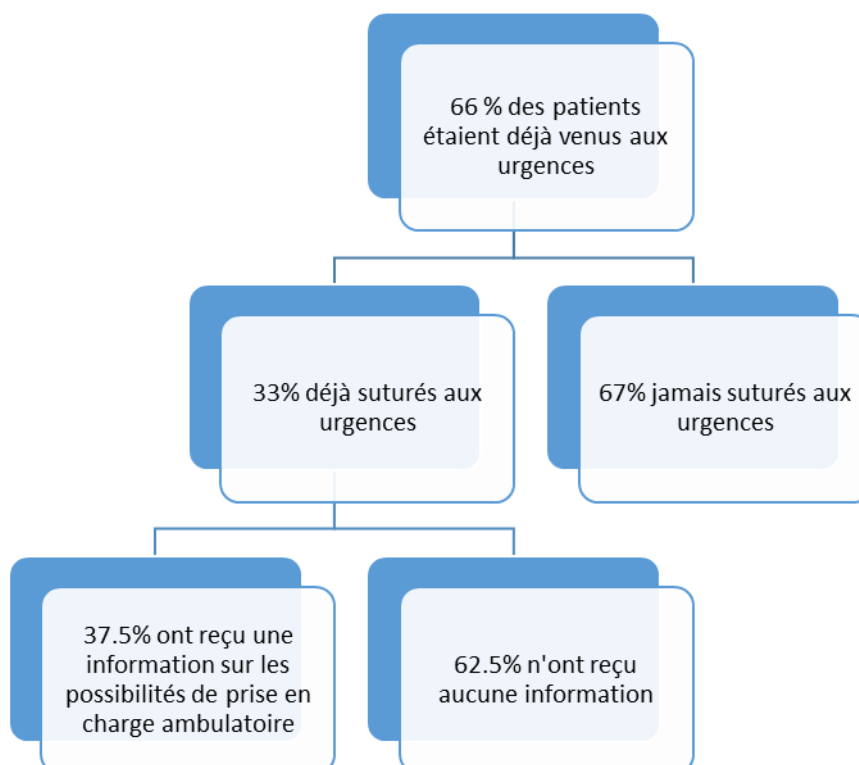 66 % des patients
étaient déjà venus aux
urgences
33% déjà suturés aux
urgences
67% jamais suturés aux
urgences
37.5% ont reçu une
information sur les
possibilités de prise en
charge ambulatoire
62.5% n'ont reçu
aucune information